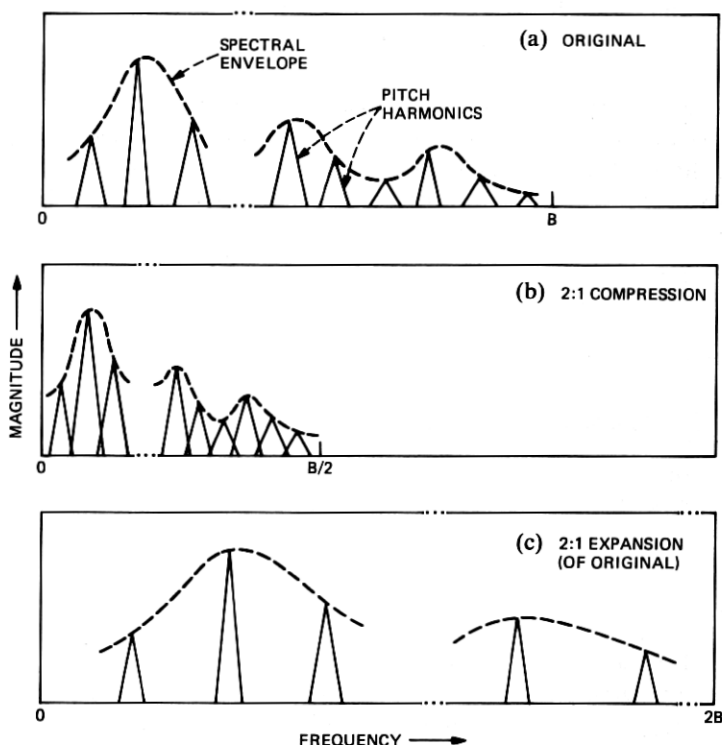 (a) ORIGINAL
SPECTRAL
ENVELOPE
PITCH
HARMONICS
0
B
(b) 2:1 COMPRESSION
0
B/2
MAGNITUDE
(c) 2:1 EXPANSION
(OF ORIGINAL)
0
2B
FREQUENCY